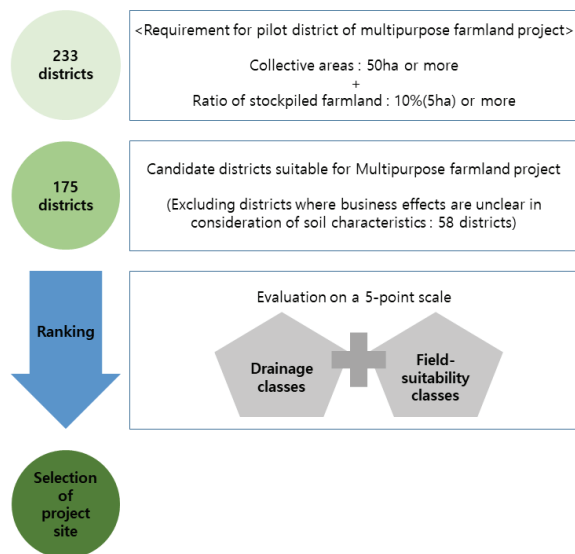 233
districts
<Requirement for pilot district of multipurpose farmland project>
Collective areas : 50ha or more
+
Ratio of stockpiled farmland : 10%(5ha) or more
175
districts
Candidate districts suitable for Multipurpose farmland project
(Excluding districts where business effects are unclear in
consideration of soil characteristics : 58 districts)
Ranking
Evaluation on a 5-point scale
Drainage
classes
Field-
suitability
classes
Selection
of
project
site